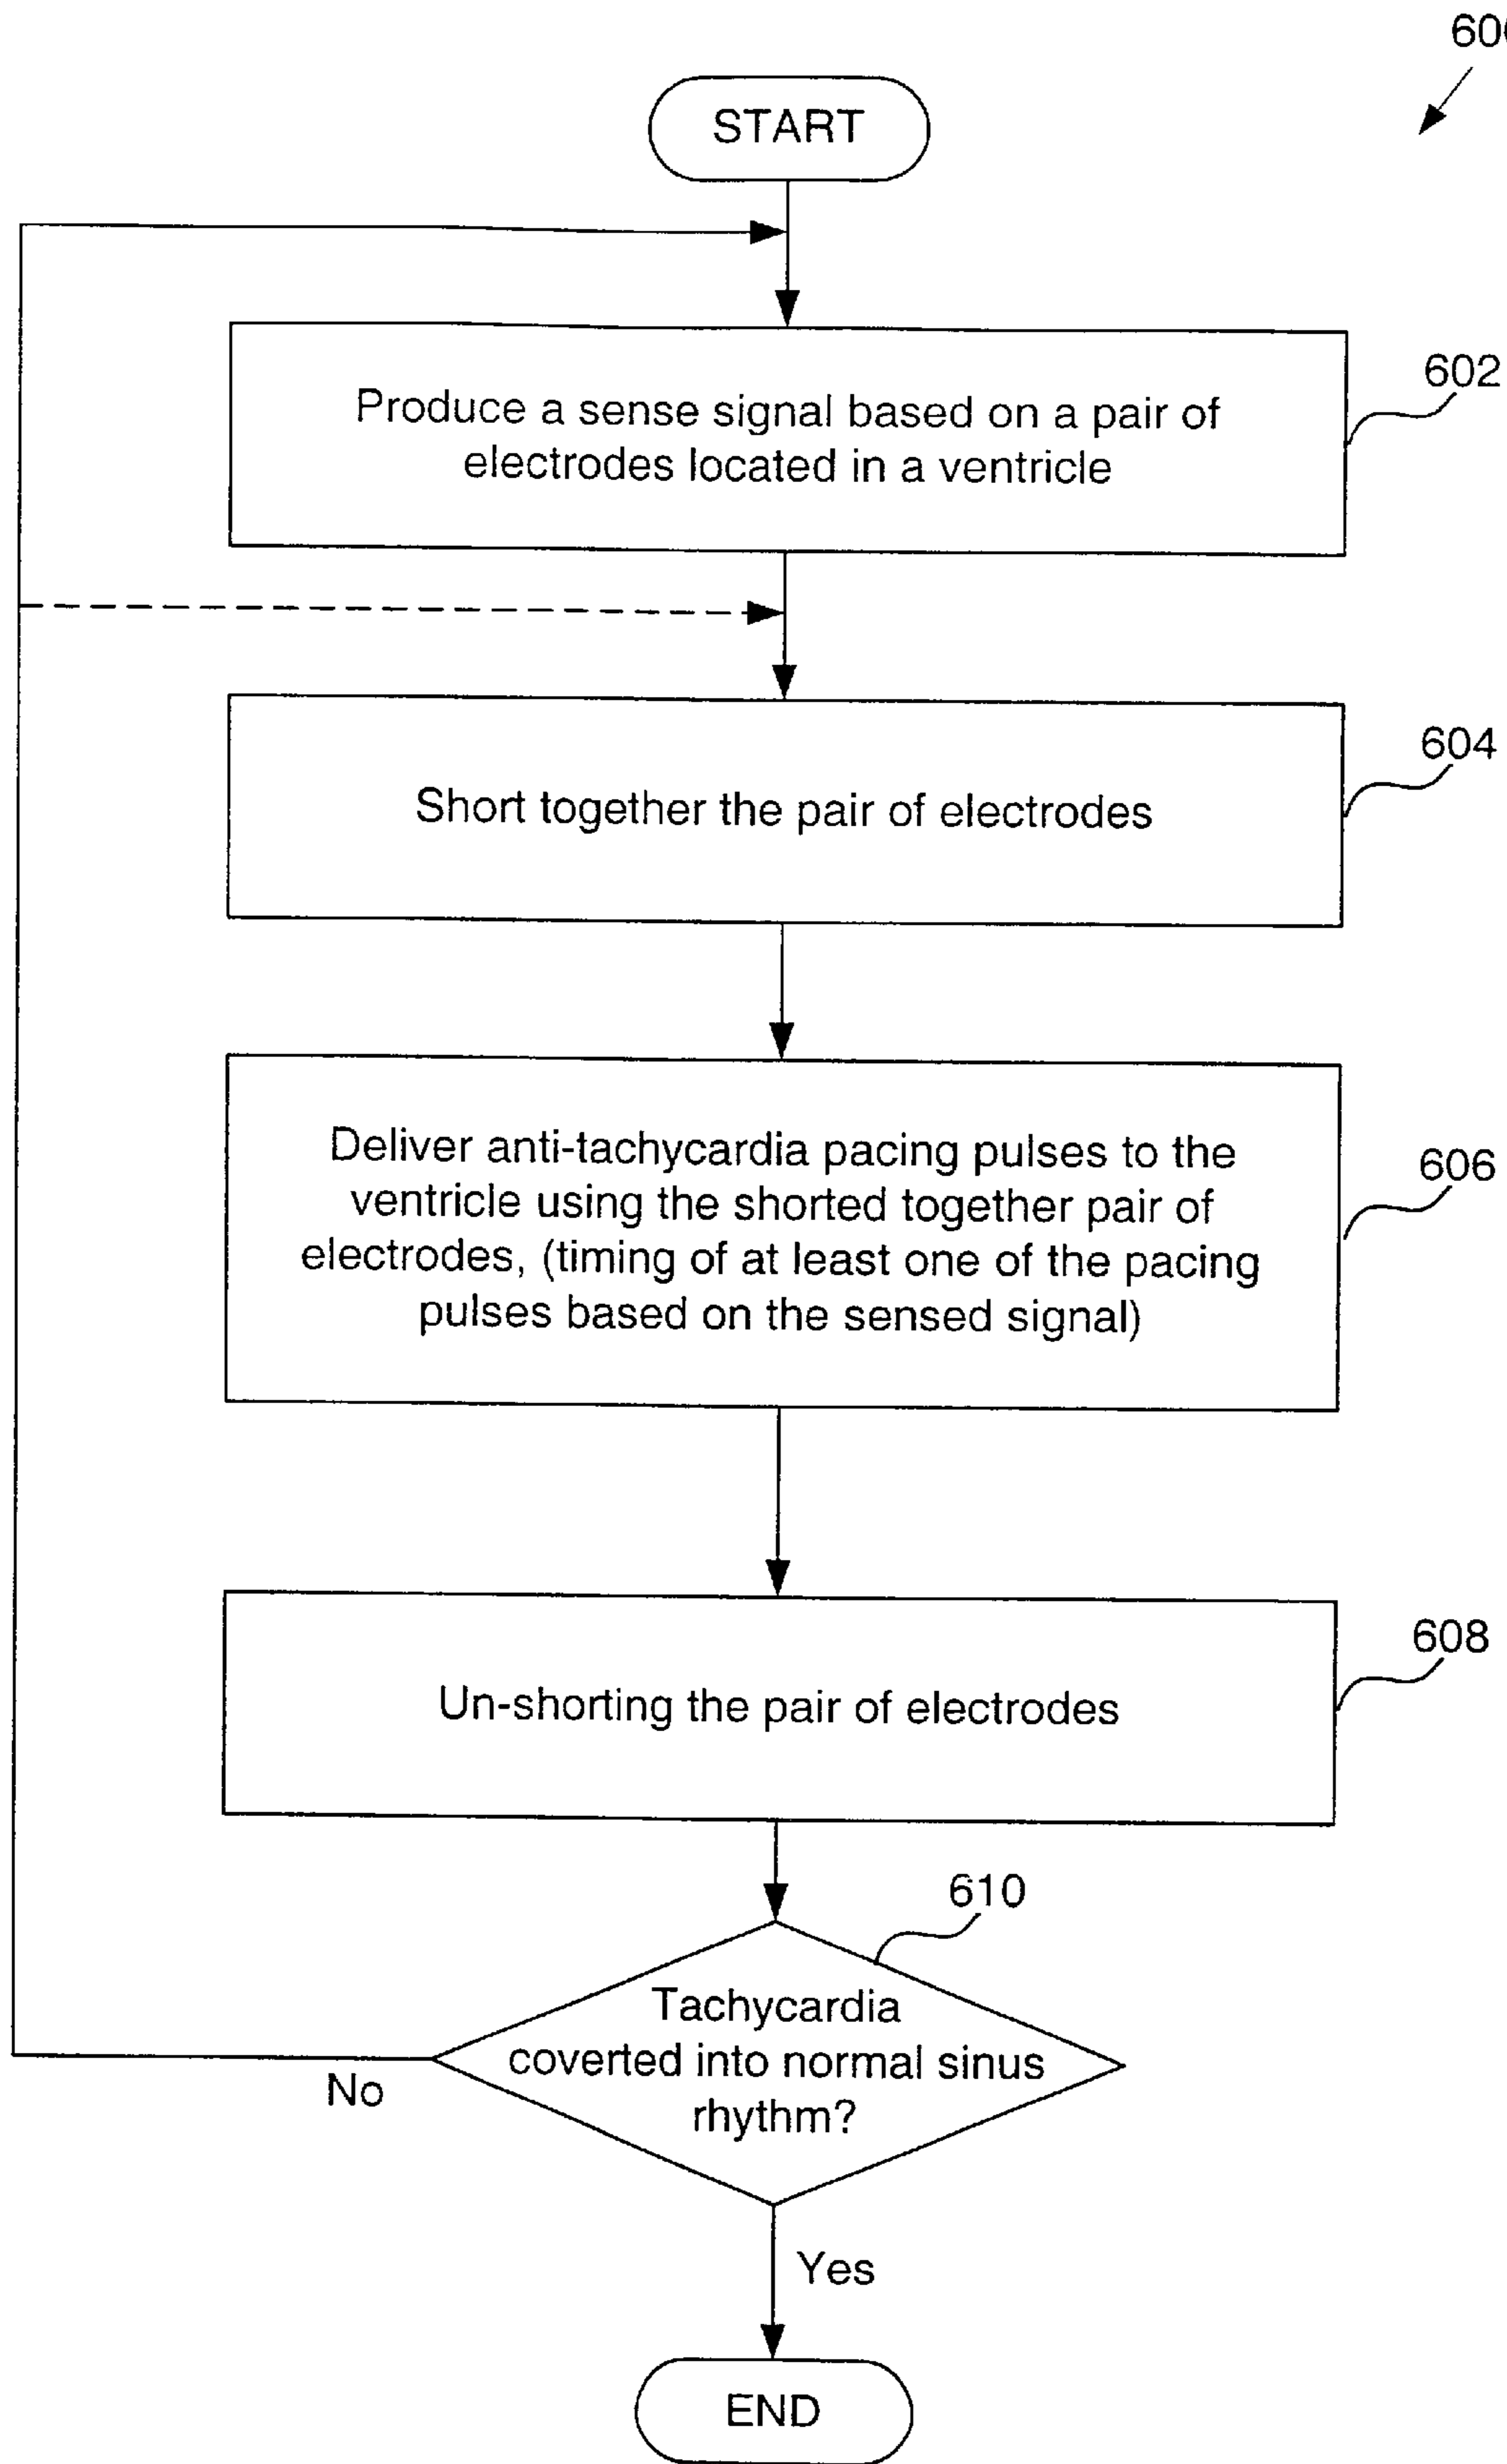 START
Produce a sense signal based on a pair of
electrodes located in a ventricle
602
Short together the pair of electrodes
604
Deliver anti-tachycardia pacing pulses to the
ventricle using the shorted together pair of
electrodes, (timing of at least one of the pacing
pulses based on the sensed signal)
606
Un-shorting the pair of electrodes
608
610
Tachycardia
coverted into normal sinus
rhythm?
No
Yes
END